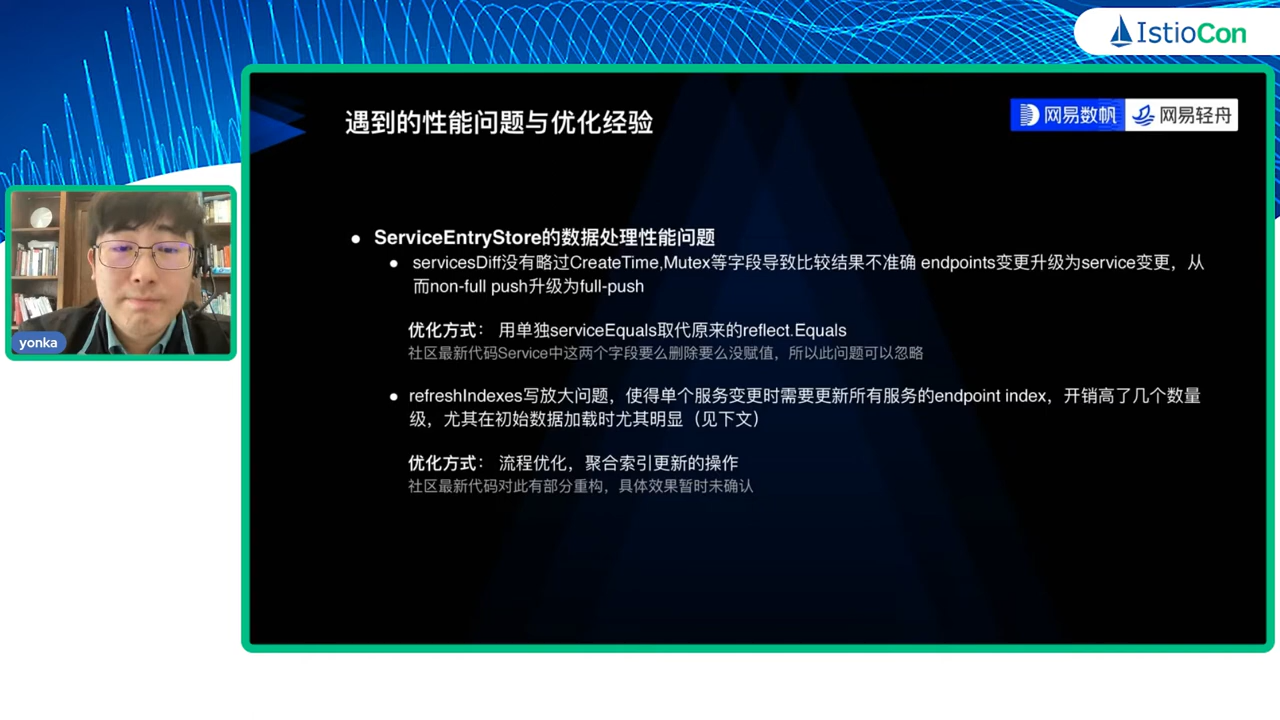 IstioCon
遇到的性能问题与优化经验
网易数帆
网易轻舟
yonka
ServiceEntryStore的数据处理性能问题
servicesDiff没有略过CreateTime,Mutex等字段导致比较结果不准确 endpoints变更升级为service变更，从
而non-full push升级为full-push
优化方式： 用单独serviceEquals取代原来的reflect.Equals
社区最新代码Service中这两个字段要么删除要么没赋值，所以此问题可以忽略
refreshIndexes写放大问题，使得单个服务变更时需要更新所有服务的endpoint index，开销高了几个数量
级，尤其在初始数据加载时尤其明显（见下文）
优化方式： 流程优化，聚合索引更新的操作
社区最新代码对此有部分重构，具体效果暂时未确认